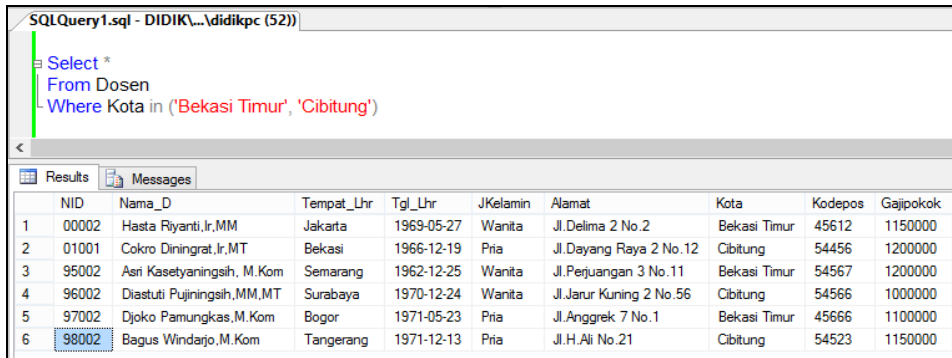 SQLQuery1.sql - DIDIK\...\didikpc (52))
Select *
From Dosen
Where Kota in ('Bekasi Timur', 'Cibitung')
Results Messages
NID Nama_D Tempat_Lhr Tgl_Lhr JKelamin Alamat Kota Kodepos Gajipokok
1 00002 Hasta Riyanti,Ir,MM Jakarta 1969-05-27 Wanita Jl.Delima 2 No.2 Bekasi Timur 45612 1150000
2 01001 Cokro Diningrat,Ir,MT Bekasi 1966-12-19 Pria Jl.Dayang Raya 2 No.12 Cibitung 54456 1200000
3 95002 Asri Kasetyaningsih, M.Kom Semarang 1962-12-25 Wanita Jl.Perjuangan 3 No.11 Bekasi Timur 54567 1200000
4 96002 Diastuti Pujiningsih,MM,MT Surabaya 1970-12-24 Wanita Jl.Jarur Kuning 2 No.56 Cibitung 54566 1000000
5 97002 Djoko Pamungkas,M.Kom Bogor 1971-05-23 Pria Jl.Anggrek 7 No.1 Bekasi Timur 45666 1100000
6 98002 Bagus Windarjo,M.Kom Tangerang 1971-12-13 Pria Jl.H.Ali No.21 Cibitung 54523 1150000